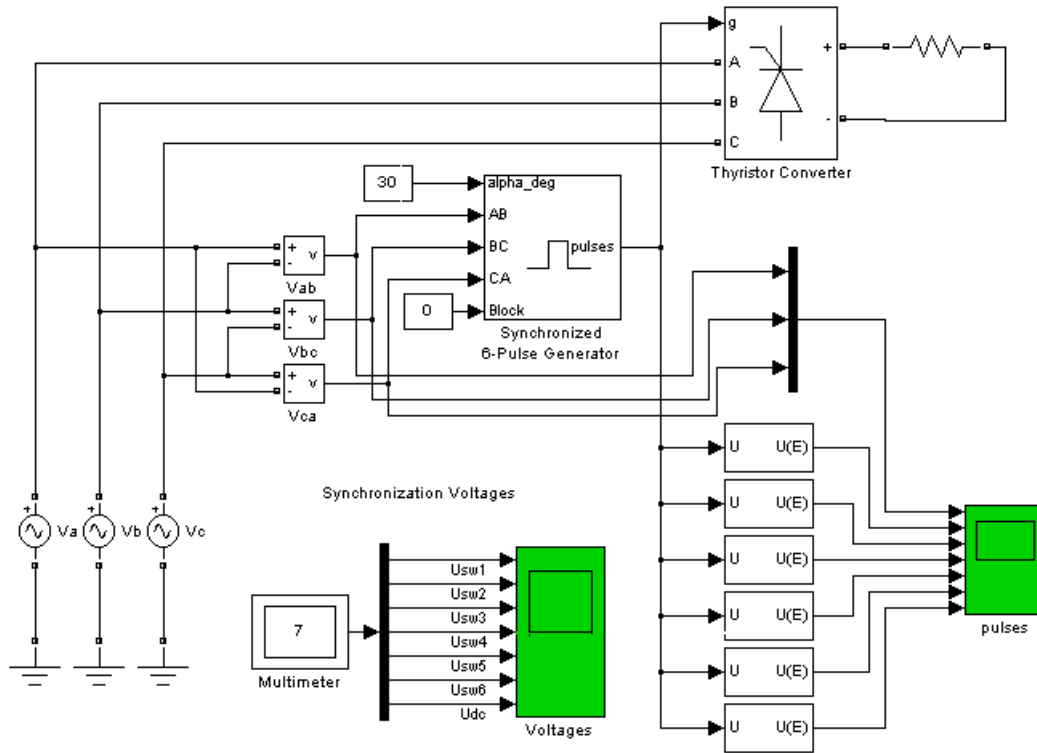 g
A
+
B
-
C
Thyristor Converter
30
alpha_deg
AB
BC
pulses
CA
0
Block
Synchronized
6-Pulse Generator
+
-
v
Vab
+
-
v
Vbc
+
-
v
Vca
U U(E)
U U(E)
U U(E)
U U(E)
U U(E)
U U(E)
pulses
Synchronization Voltages
+
Va
+
Vb
+
Vc
7
Multimeter
Usw1
Usw2
Usw3
Usw4
Usw5
Usw6
Udc
Voltages